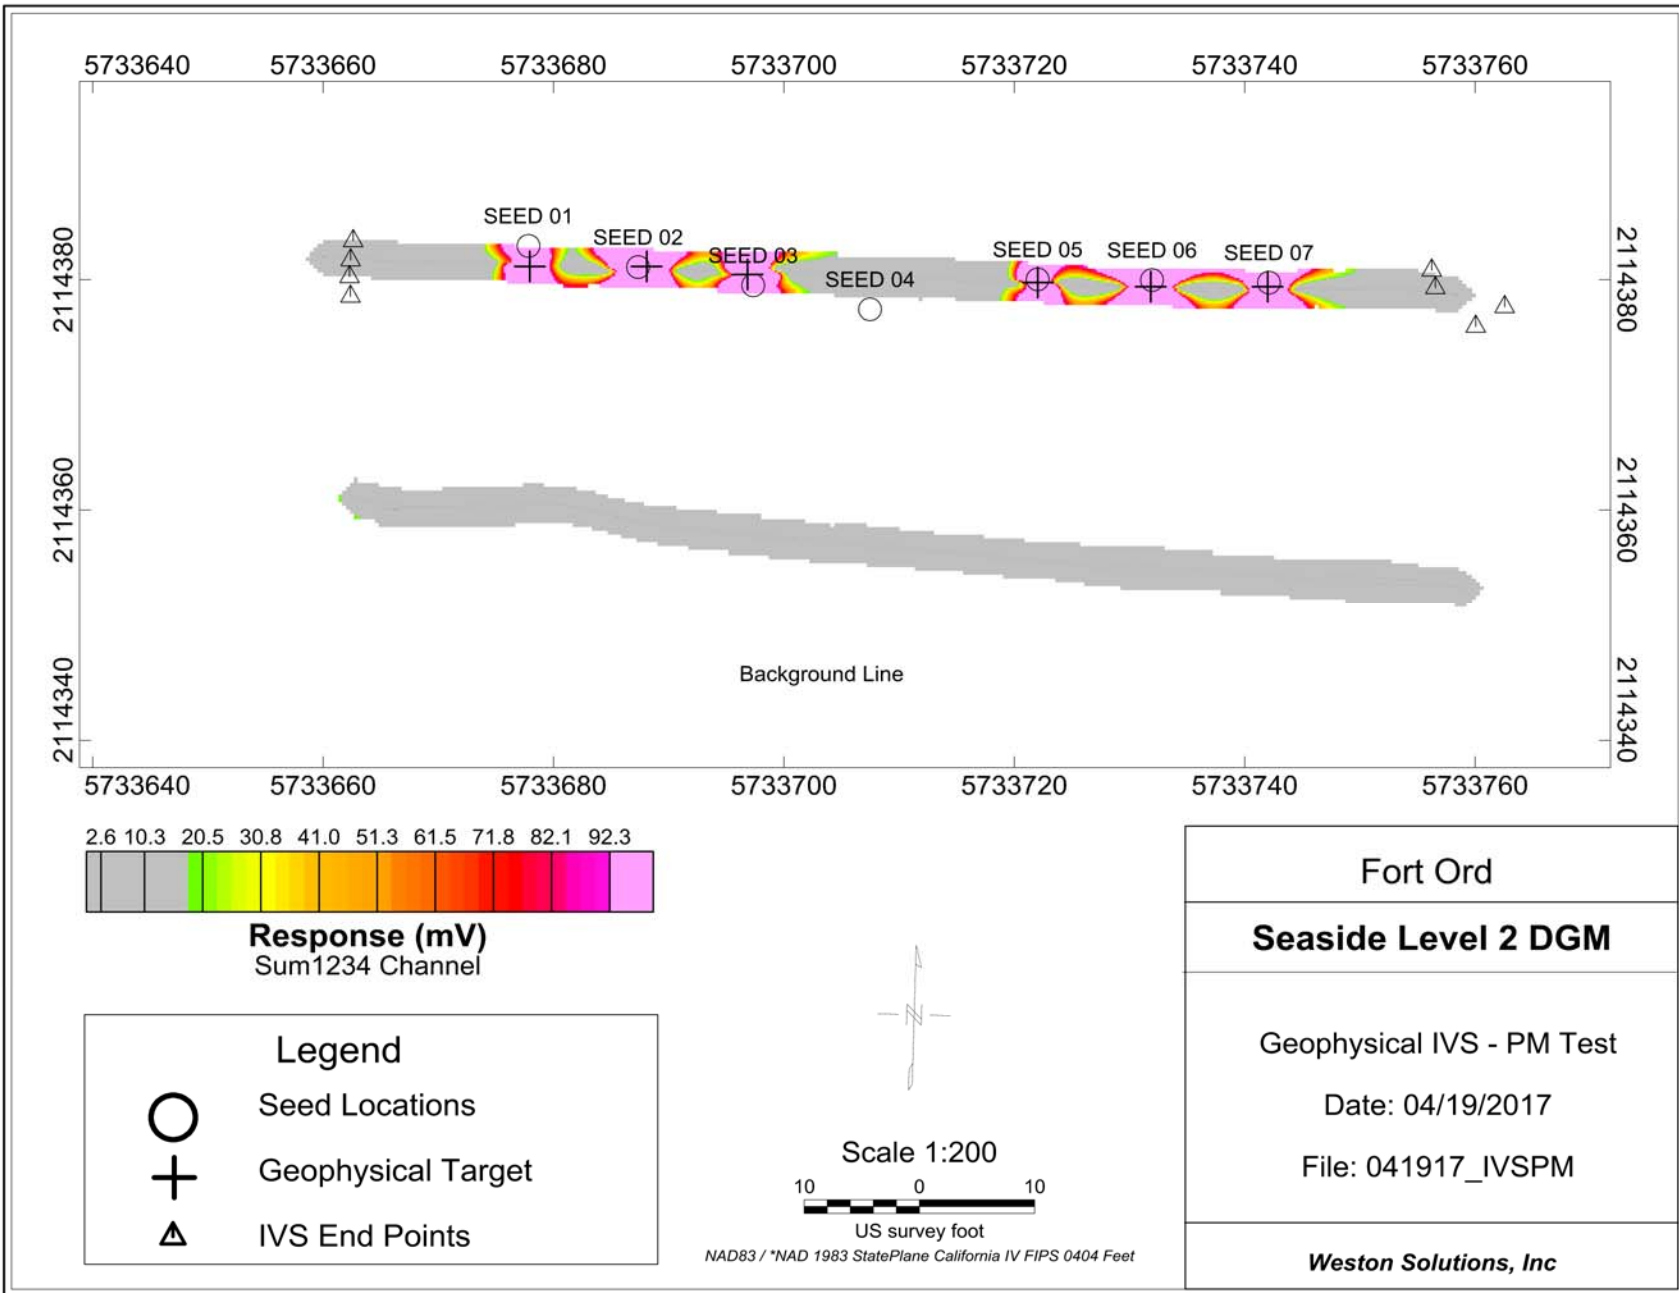 5733640 5733660 5733680 5733700 5733720 5733740 5733760
2114380
2114360
2114340
SEED 01
SEED 02
SEED 03
SEED 04
SEED 05
SEED 06
SEED 07
2114380
2114360
2114340
Background Line
5733640 5733660 5733680 5733700 5733720 5733740 5733760
2.6 10.3 20.5 30.8 41.0 51.3 61.5 71.8 82.1 92.3
Response (mV)
Sum1234 Channel
Legend
Seed Locations
Geophysical Target
IVS End Points
N
Scale 1:200
10 0 10
US survey foot
NAD83 / *NAD 1983 StatePlane California IV FIPS 0404 Feet
Fort Ord
Seaside Level 2 DGM
Geophysical IVS - PM Test
Date: 04/19/2017
File: 041917_IVSPM
Weston Solutions, Inc